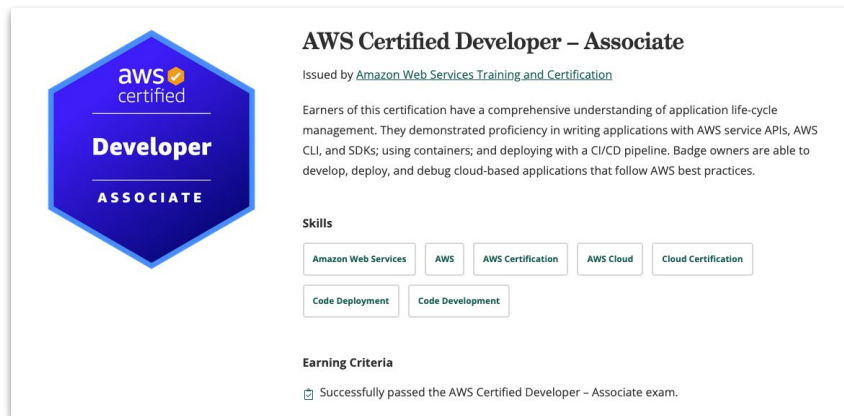 aws
certified
Developer
ASSOCIATE
AWS Certified Developer – Associate
Issued by Amazon Web Services Training and Certification
Earners of this certification have a comprehensive understanding of application life-cycle
management. They demonstrated proficiency in writing applications with AWS service APIs, AWS
CLI, and SDKs; using containers; and deploying with a CI/CD pipeline. Badge owners are able to
develop, deploy, and debug cloud-based applications that follow AWS best practices.
Skills
Amazon Web Services AWS AWS Certification AWS Cloud Cloud Certification
Code Deployment Code Development
Earning Criteria
Successfully passed the AWS Certified Developer – Associate exam.